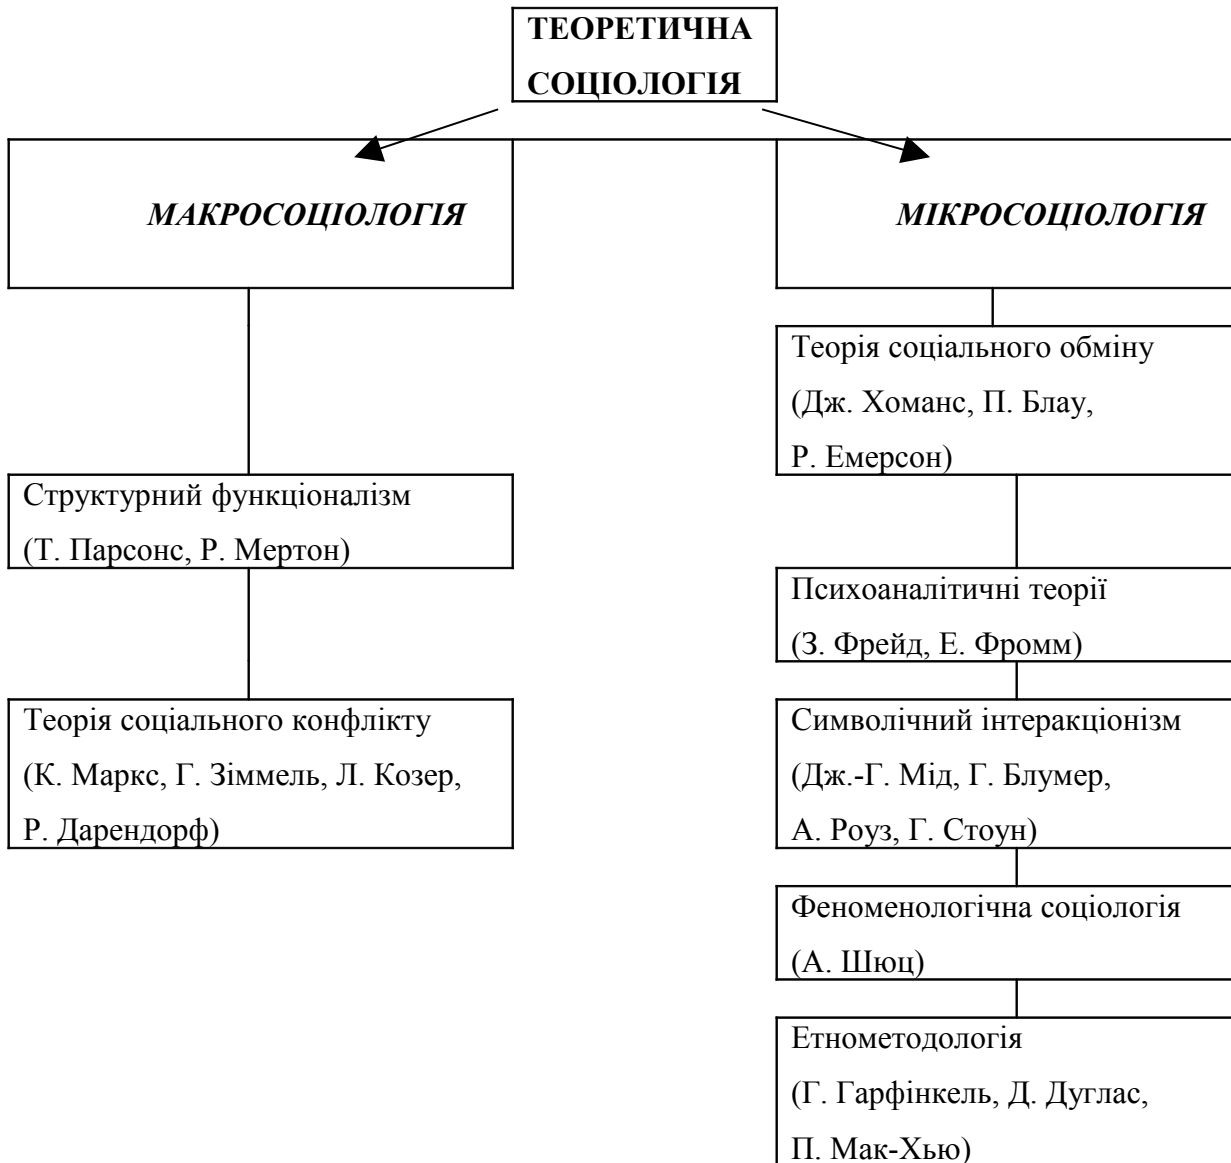 ТЕОРЕТИЧНА
СОЦІОЛОГІЯ
МАКРОСОЦІОЛОГІЯ
Структурний функціоналізм
(Т. Парсонс, Р. Мертон)
Теорія соціального конфлікту
(К. Маркс, Г. Зіммель, Л. Козер,
Р. Дарендорф)
МІКРОСОЦІОЛОГІЯ
Теорія соціального обміну
(Дж. Хоманс, П. Блау,
Р. Емерсон)
Психоаналітичні теорії
(З. Фрейд, Е. Фромм)
Символічний інтеракціонізм
(Дж.-Г. Мід, Г. Блумер,
А. Роуз, Г. Стоун)
Феноменологічна соціологія
(А. Шюц)
Етнометодологія
(Г. Гарфінкель, Д. Дуглас,
П. Мак-Хью)